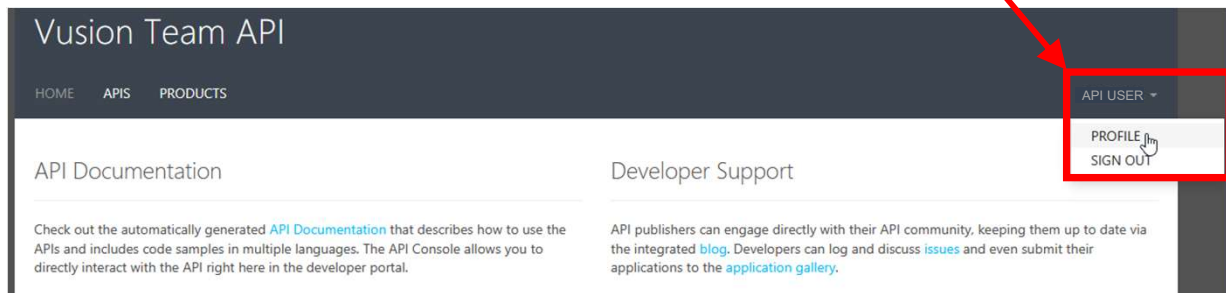 Vusion Team API
HOME APIS PRODUCTS
API USER
PROFILE
SIGN OUT
API Documentation
Check out the automatically generated API Documentation that describes how to use the
APIs and includes code samples in multiple languages. The API Console allows you to
directly interact with the API right here in the developer portal.
Developer Support
API publishers can engage directly with their API community, keeping them up to date via
the integrated blog. Developers can log and discuss issues and even submit their
applications to the application gallery.